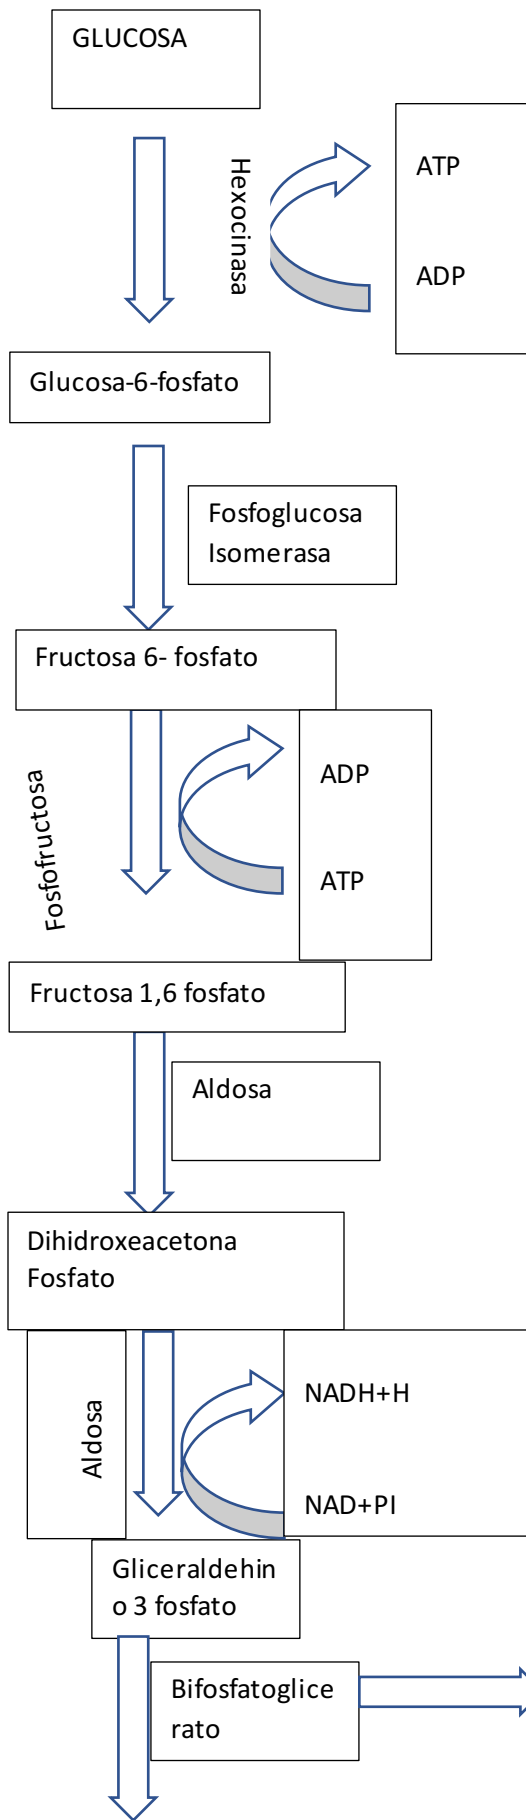 GLUCOSA
Hexocinasa
ATP
ADP
Glucosa-6-fosfato
Fosfoglucosa
Isomerasa
Fructosa 6- fosfato
Fosfofructosa
ADP
ATP
Fructosa 1,6 fosfato
Aldosa
Dihidroxeacetona
Fosfato
Aldosa
NADH+H
NAD+PI
Gliceraldehin
o 3 fosfato
Bifosfatoglice
rato